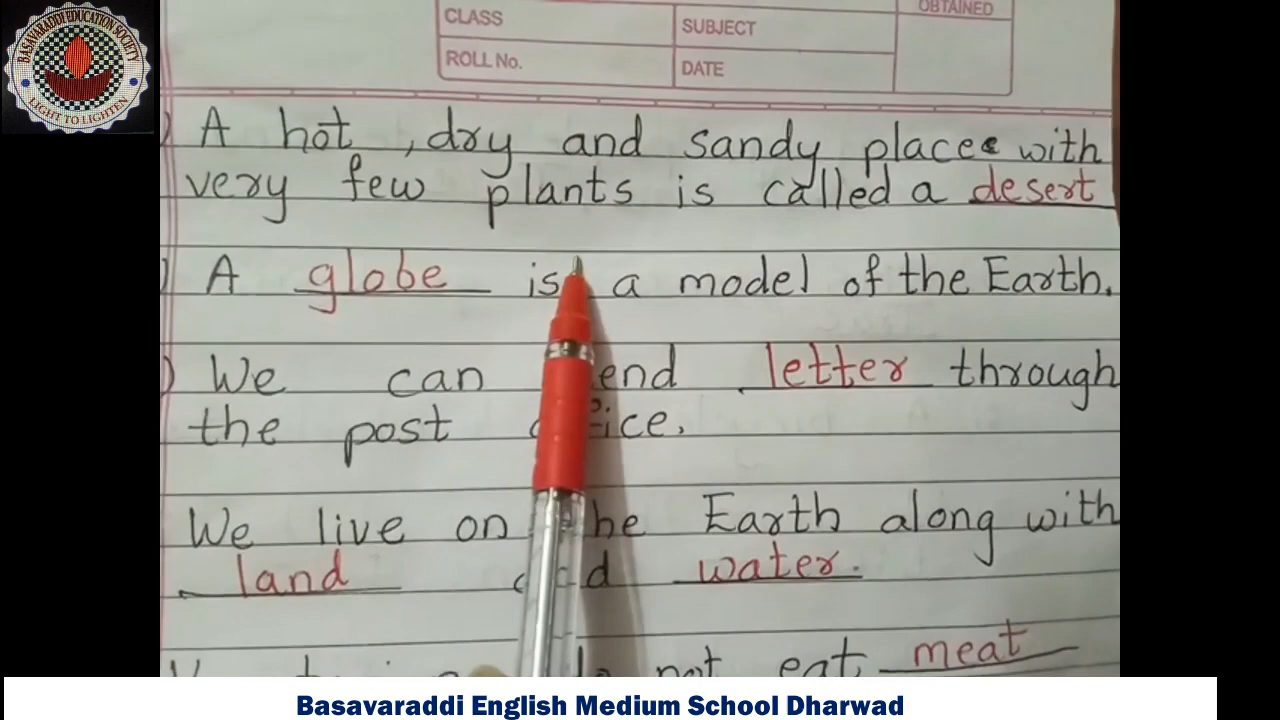 BASAVARADDI EDUCATION SOCIETY
LIGHT TO LIGHTEN
CLASS
SUBJECT
OBTAINED
ROLL No.
DATE
A hot , dry and sandy place with
very few plants is called a desert
A globe is a model of the Earth.
We can end letter through
the post ice.
We live on he Earth along with
land d water.
not eat meat
Basavaraddi English Medium School Dharwad